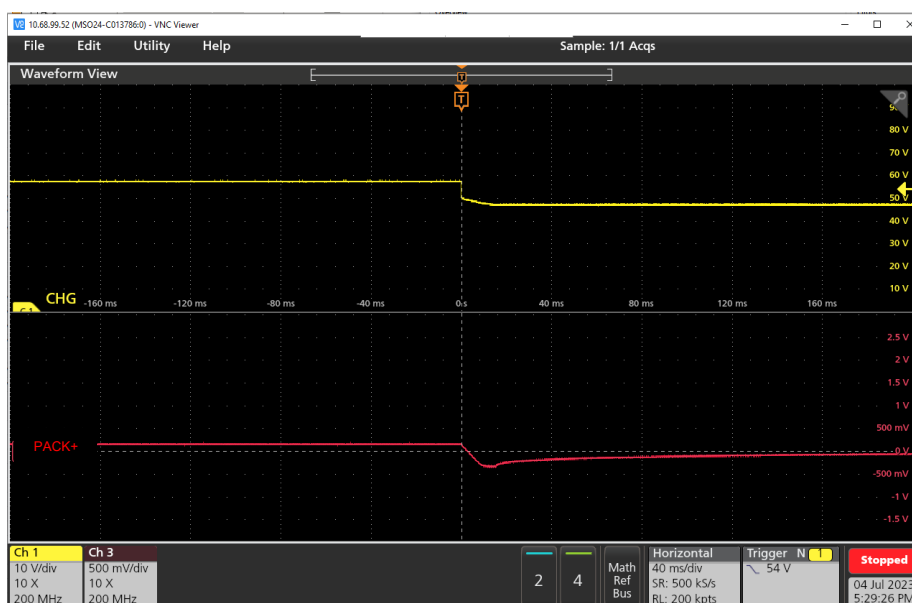 10.68.99.52 (MSO24-C013786:0) - VNC Viewer
File Edit Utility Help Sample: 1/1 Acqs
Waveform View
T
T
80 V
70 V
60 V
50 V
40 V
30 V
20 V
10 V
CHG
-160 ms -120 ms -80 ms -40 ms 0 s 40 ms 80 ms 120 ms 160 ms
2.5 V
2 V
1.5 V
1 V
500 mV
PACK+
0 V
-500 mV
-1 V
-1.5 V
Ch 1 Ch 3 Horizontal Trigger N 1
10 V/div 500 mV/div 40 ms/div 54 V Stopped
10 X 10 X 2 4 Math Ref Bus SR: 500 kS/s 04 Jul 2023
200 MHz 200 MHz RL: 200 kpts 5:29:26 PM